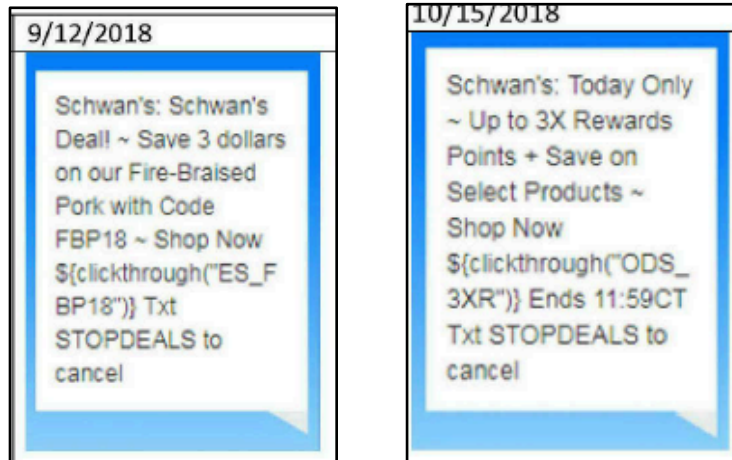 9/12/2018
Schwan's: Schwan's
Deal! ~ Save 3 dollars
on our Fire-Braised
Pork with Code
FBP18 ~ Shop Now
${clickthrough("ES_F
BP18")} Txt
STOPDEALS to
cancel
10/15/2018
Schwan's: Today Only
~ Up to 3X Rewards
Points + Save on
Select Products ~
Shop Now
${clickthrough("ODS_
3XR")} Ends 11:59CT
Txt STOPDEALS to
cancel